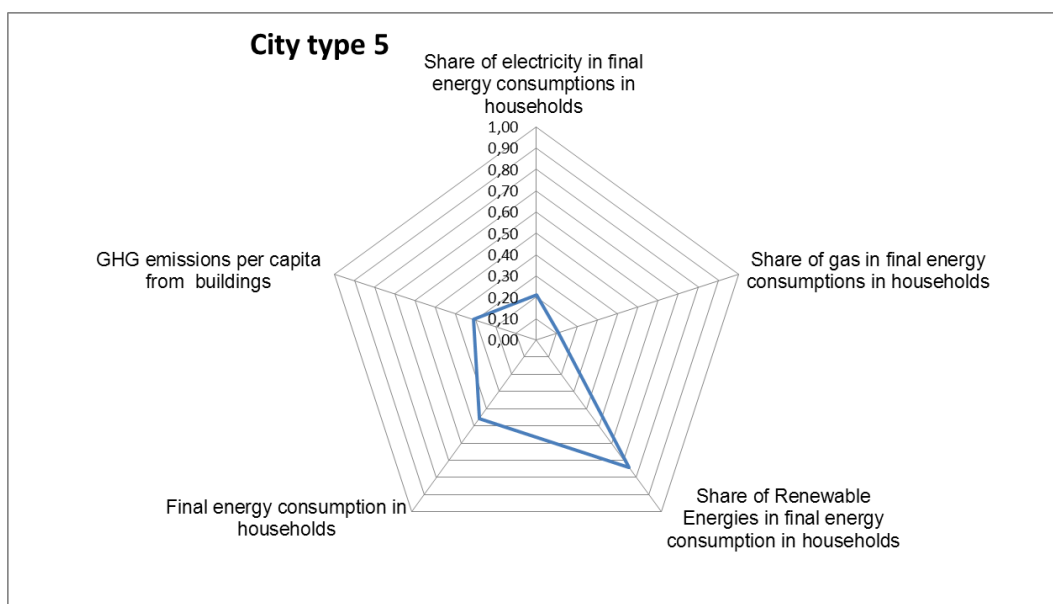 City type 5
Share of electricity in final
energy consumptions in
households
1,00
0,90
0,80
0,70
0,60
0,50
0,40
0,30
0,20
0,10
0,00
GHG emissions per capita
from buildings
Share of gas in final energy
consumptions in households
Final energy consumption in
households
Share of Renewable
Energies in final energy
consumption in households